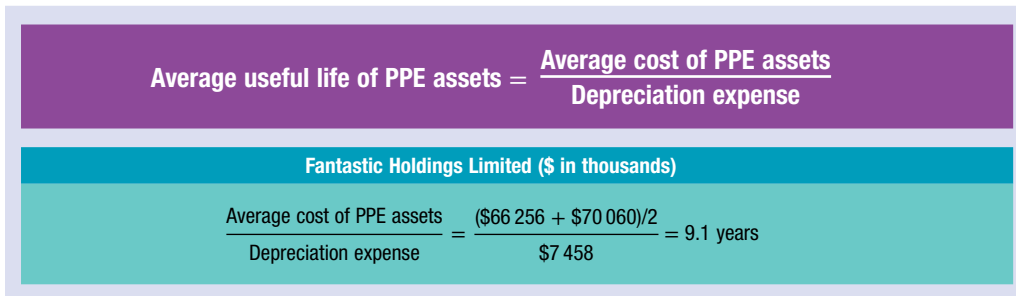 Average useful life of PPE assets = Average cost of PPE assets / Depreciation expense
Fantastic Holdings Limited ($ in thousands)
Average cost of PPE assets / Depreciation expense = ($66 256 + $70 060)/2 / $7 458 = 9.1 years